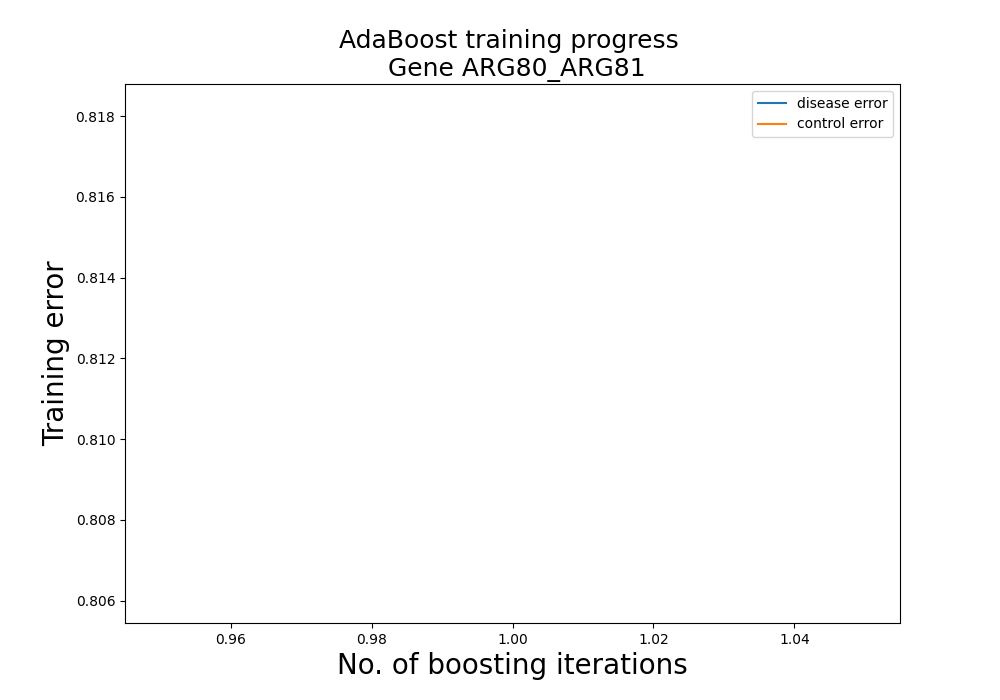 AdaBoost training progress
Gene ARG80_ARG81
disease error
control error
0.818
0.816
0.814
0.812
0.810
0.808
0.806
Training error
0.96
0.98
1.00
1.02
1.04
No. of boosting iterations